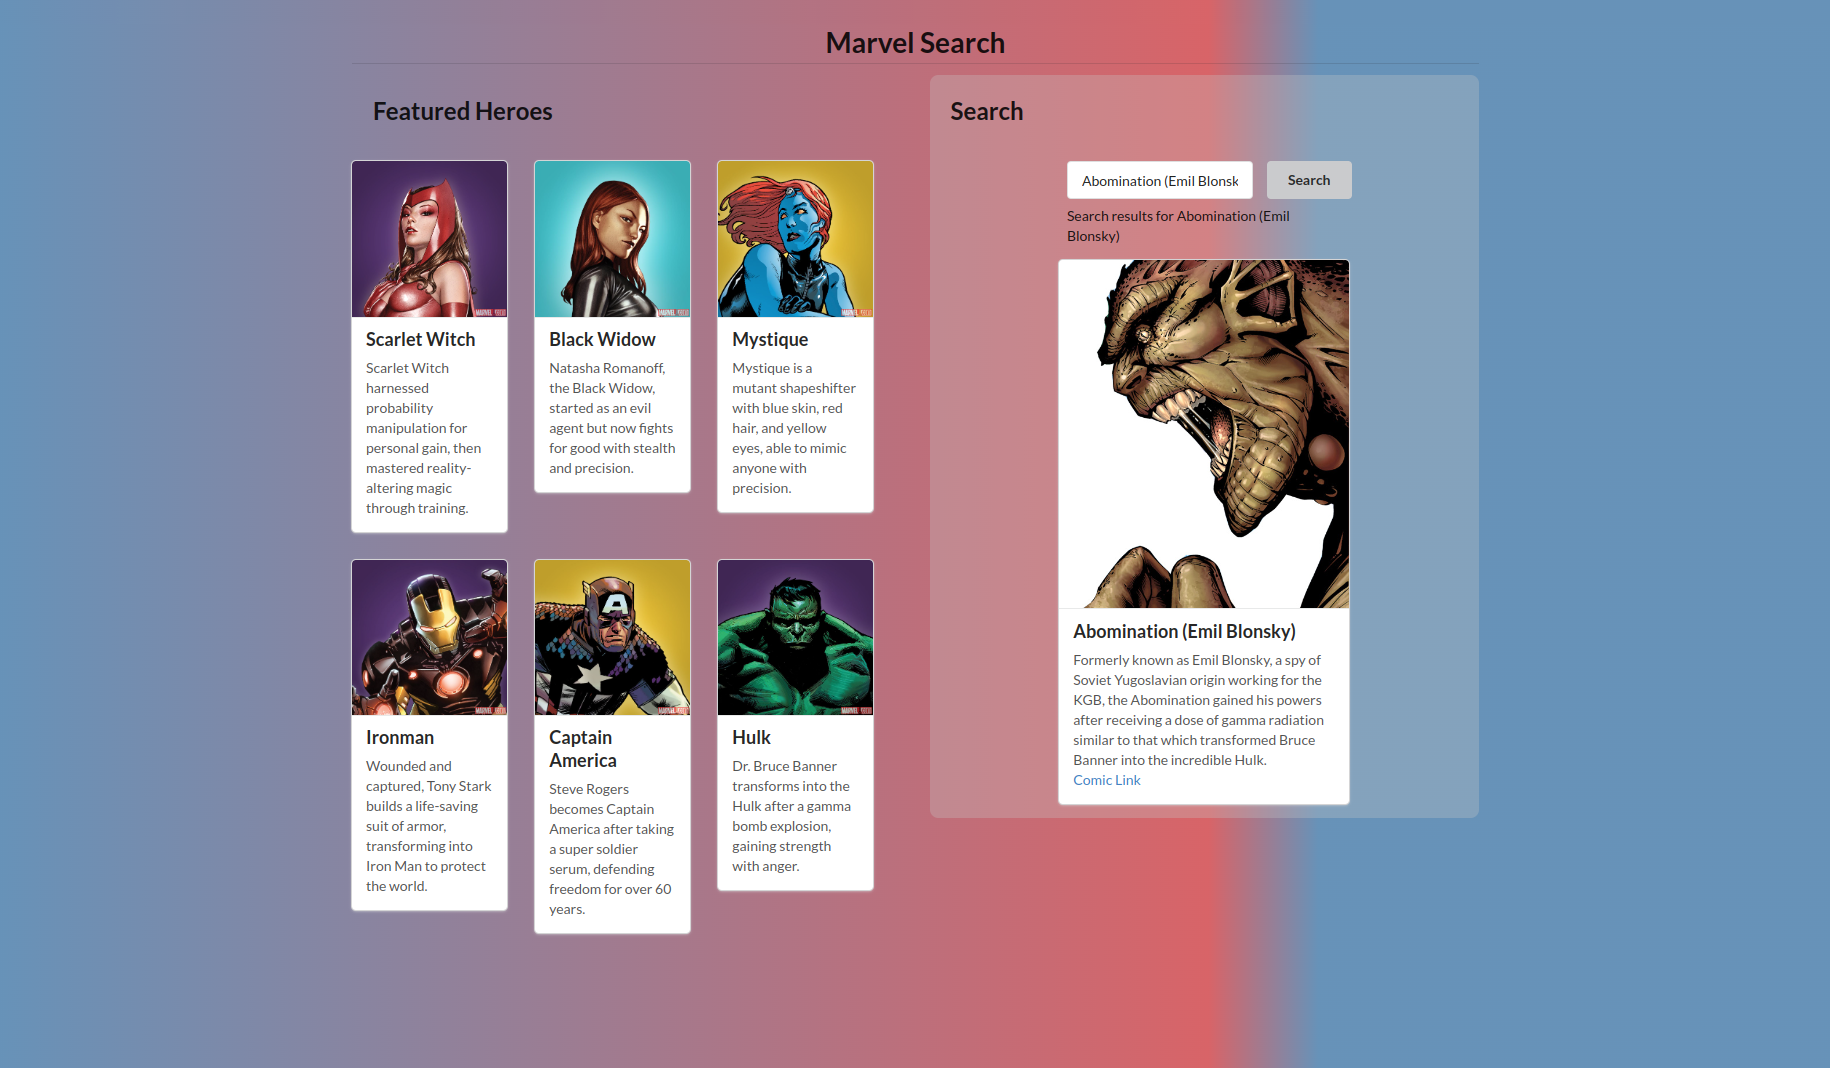 Marvel Search
Featured Heroes
Scarlet Witch
Scarlet Witch
harnessed
probability
manipulation for
personal gain, then
mastered reality-
altering magic
through training.
Black Widow
Natasha Romanoff,
the Black Widow,
started as an evil
agent but now fights
for good with stealth
and precision.
Mystique
Mystique is a
mutant shapeshifter
with blue skin, red
hair, and yellow
eyes, able to mimic
anyone with
precision.
Ironman
Wounded and
captured, Tony Stark
builds a life-saving
suit of armor,
transforming into
Iron Man to protect
the world.
Captain
America
Steve Rogers
becomes Captain
America after taking
a super soldier
serum, defending
freedom for over 60
years.
Hulk
Dr. Bruce Banner
transforms into the
Hulk after a gamma
bomb explosion,
gaining strength
with anger.
Search
Abomination (Emil Blonsk
Search
Search results for Abomination (Emil
Blonsky)
Abomination (Emil Blonsky)
Formerly known as Emil Blonsky, a spy of
Soviet Yugoslavian origin working for the
KGB, the Abomination gained his powers
after receiving a dose of gamma radiation
similar to that which transformed Bruce
Banner into the incredible Hulk.
Comic Link